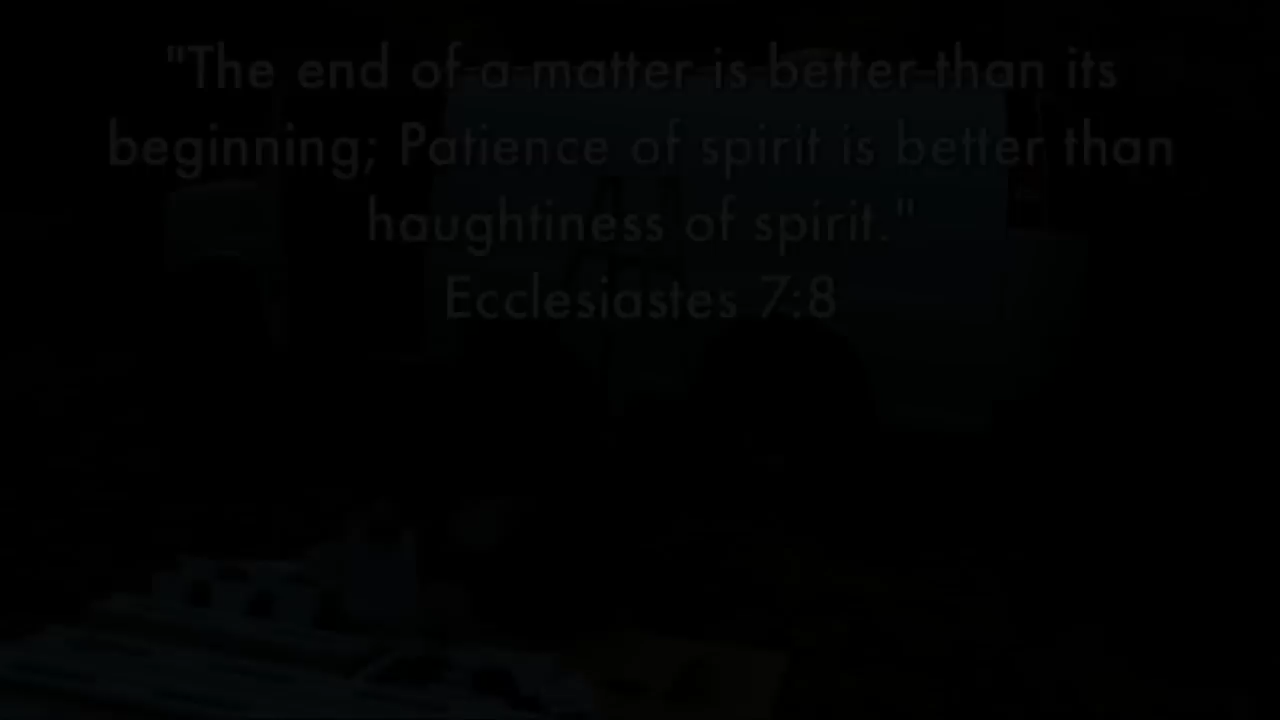 "The end of a matter is better than its
beginning; Patience of spirit is better than
haughtiness of spirit."
Ecclesiastes 7:8